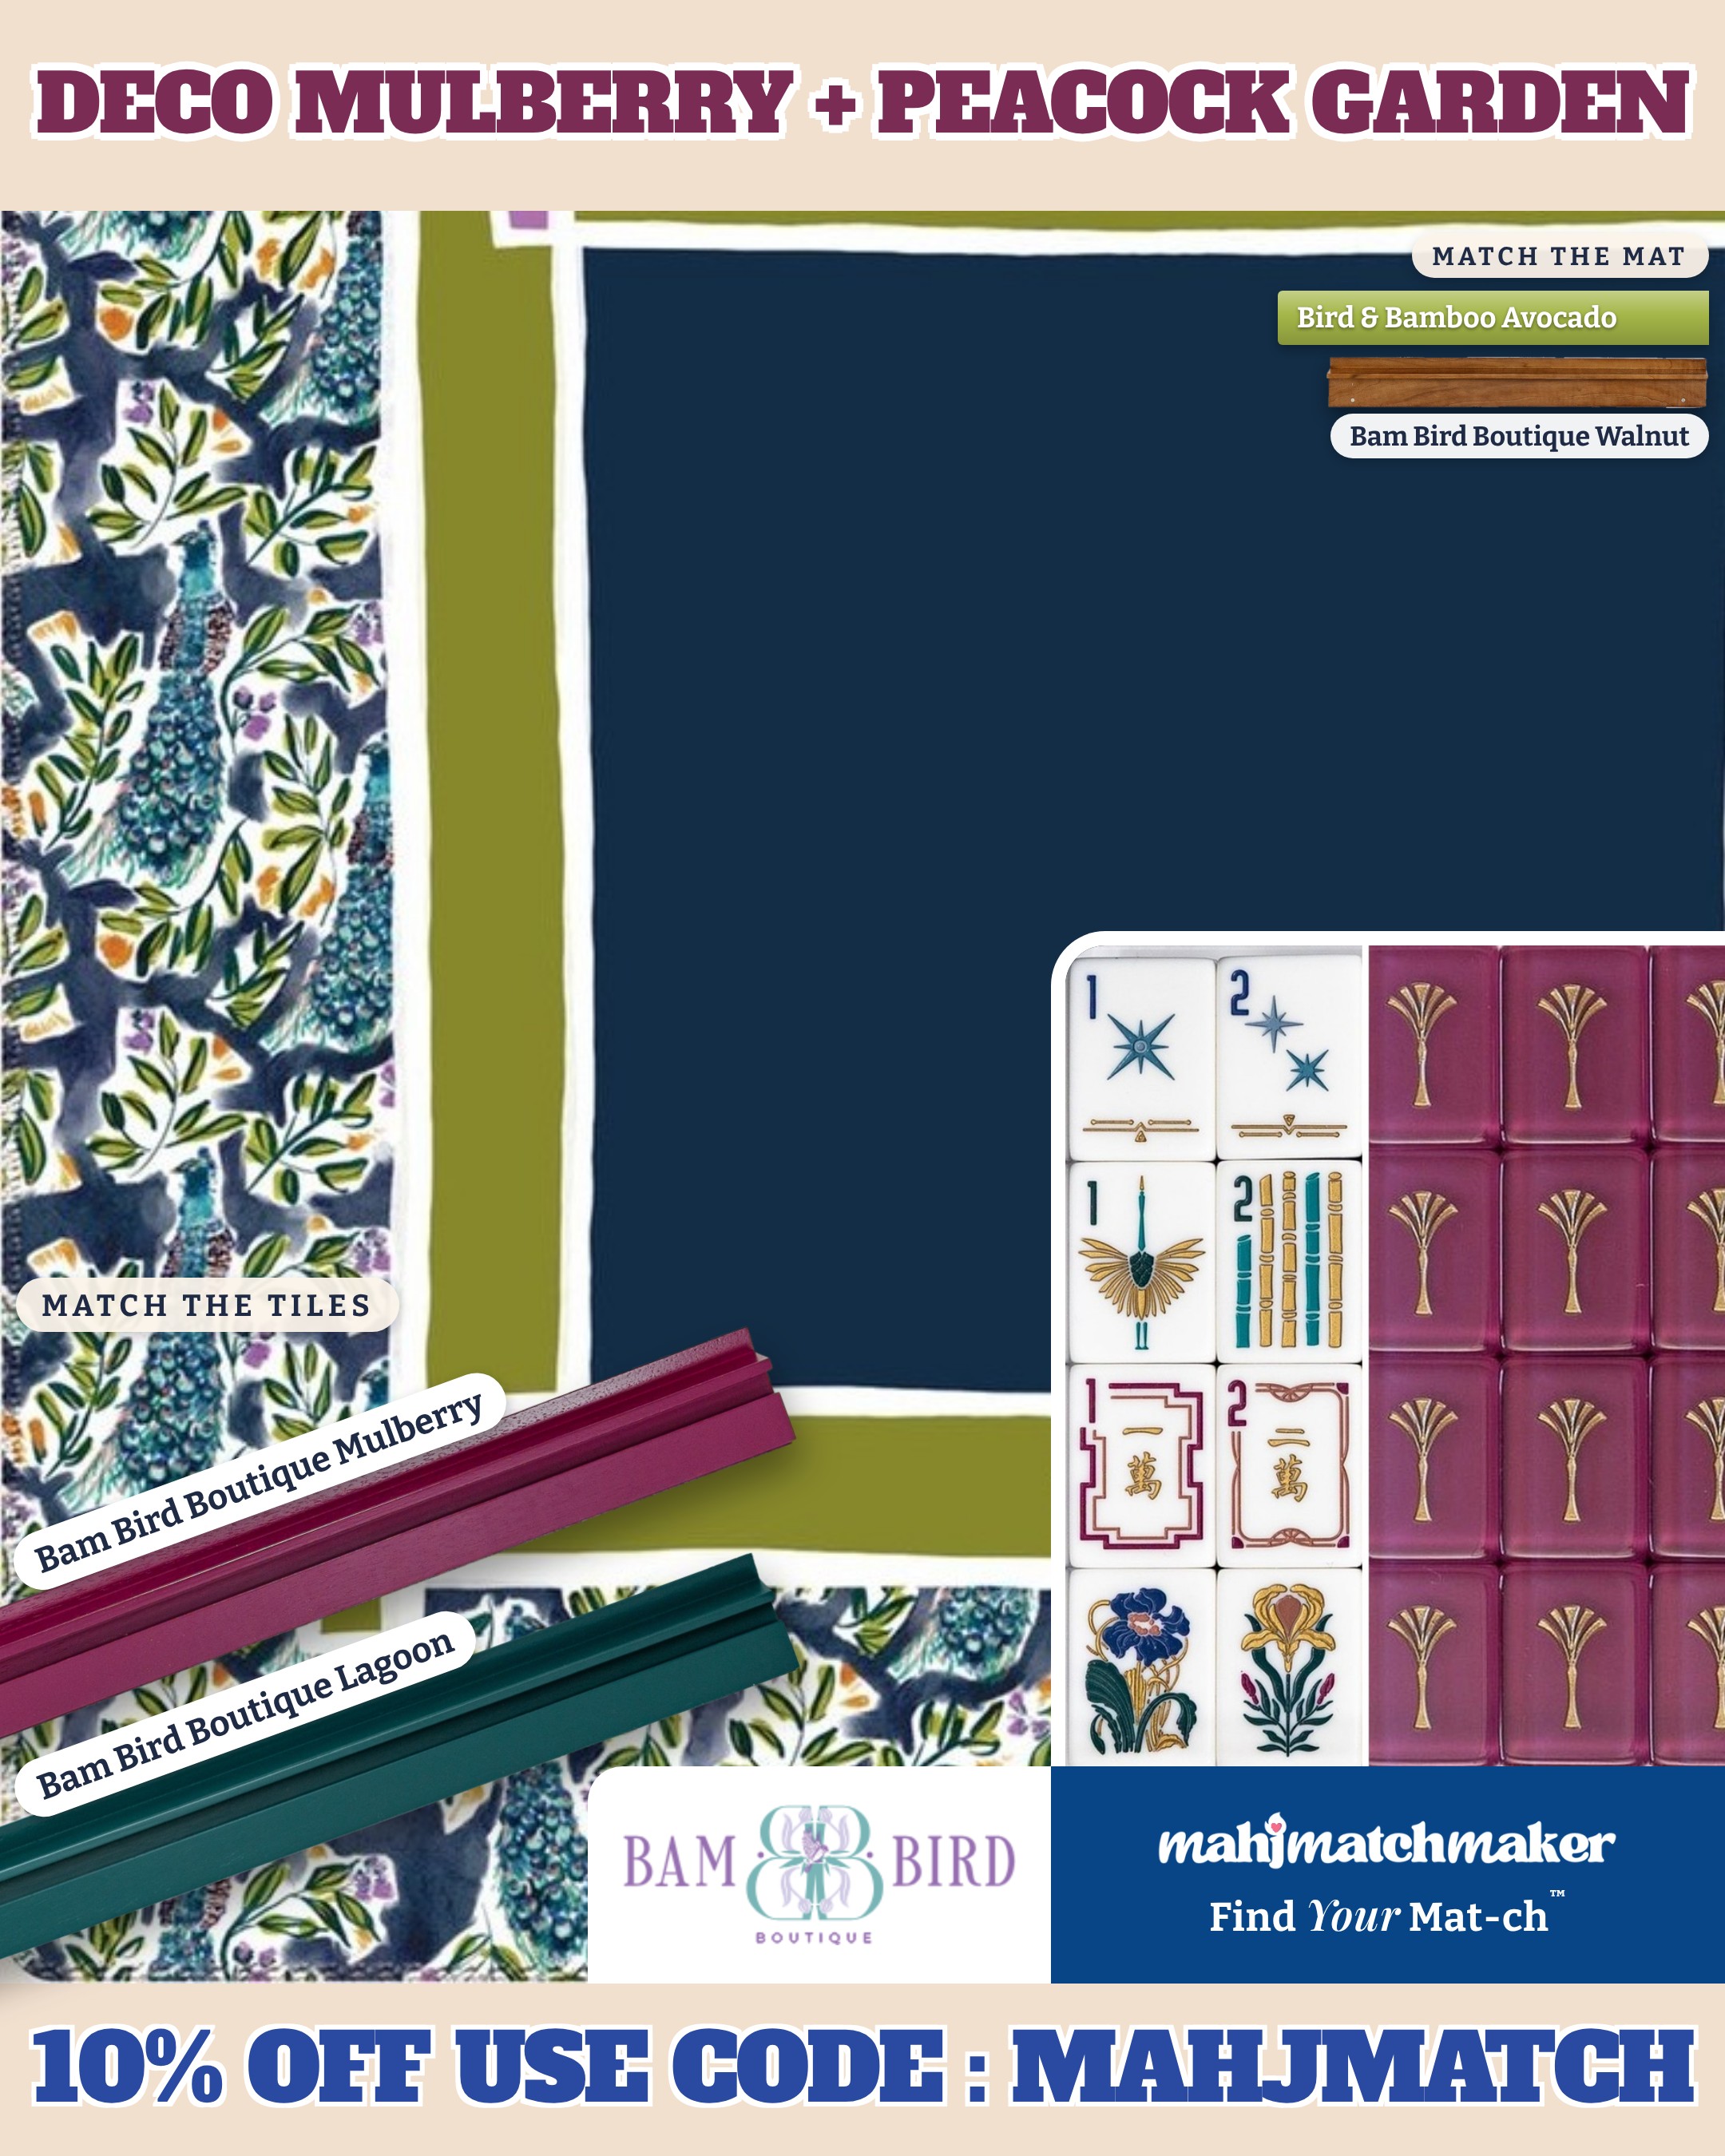 DECO MULBERRY + PEACOCK GARDEN
MATCH THE MAT
Bird & Bamboo Avocado
Bam Bird Boutique Walnut
1
2
1
2
1
一
萬
2
二
萬
MATCH THE TILES
Bam Bird Boutique Mulberry
Bam Bird Boutique Lagoon
BAM BIRD
BOUTIQUE
mahjmatchmaker
Find Your Mat-ch™
10% OFF USE CODE : MAHJMATCH